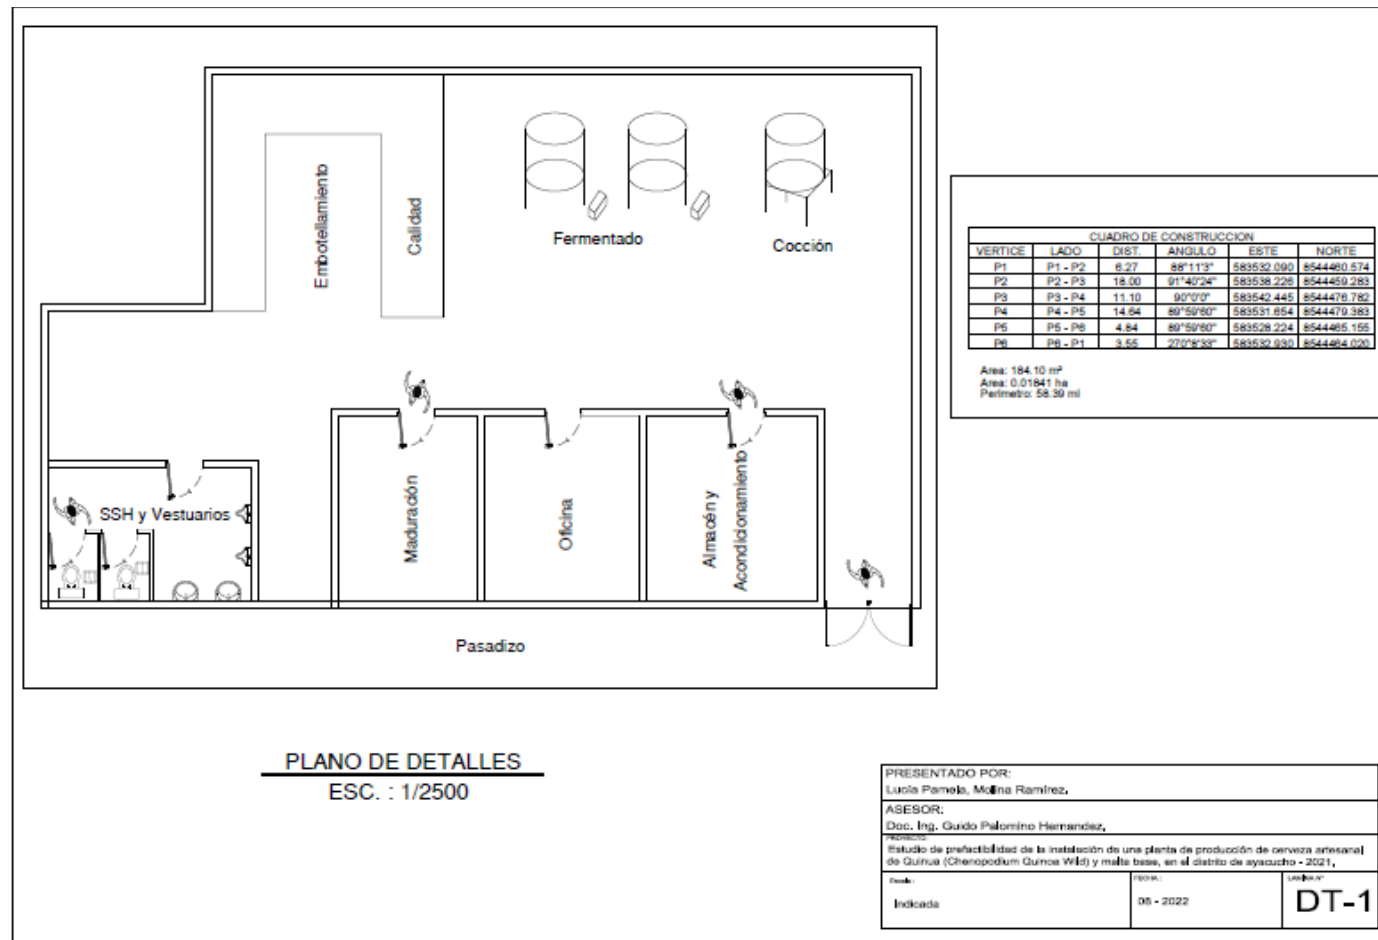 Embotellamiento
Calidad
Fermentado
Cocción
SSH y Vestuarios
Maduración
Oficina
Almacén y
Acondicionamiento
Pasadizo
PLANO DE DETALLES
ESC. : 1/2500
CUADRO DE CONSTRUCCION
VERTICE LADO DIST. ANGULO ESTE NORTE
P1 P1 - P2 6.27 88°11'3" 583532.090 8544460.574
P2 P2 - P3 18.00 91°40'24" 583538.226 8544459.283
P3 P3 - P4 11.10 90°0'0" 583542.445 8544476.782
P4 P4 - P5 14.64 89°59'60" 583531.654 8544479.383
P5 P5 - P6 4.84 89°59'60" 583528.224 8544465.155
P6 P6 - P1 3.55 270°8'33" 583532.930 8544464.020
Area: 184.10 m²
Area: 0.01841 ha
Perimetro: 58.39 ml
PRESENTADO POR:
Lucía Pamela, Molina Ramírez,
ASESOR:
Doc. Ing. Guido Palomino Hernandez,
PROYECTO:
Estudio de prefactibilidad de la instalación de una planta de producción de cerveza artesanal
de Quinua (Chenopodium Quinoa Wild) y malta base, en el distrito de ayacucho - 2021,
Escala:
Indicada
FECHA:
08 - 2022
LAMINA N°
DT-1